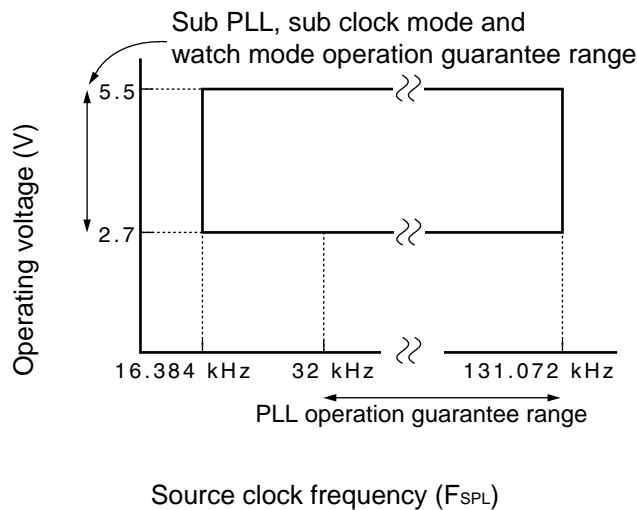 Sub PLL, sub clock mode and
watch mode operation guarantee range
5.5
Operating voltage (V)
2.7
16.384 kHz 32 kHz 131.072 kHz
PLL operation guarantee range
Source clock frequency (FSPL)